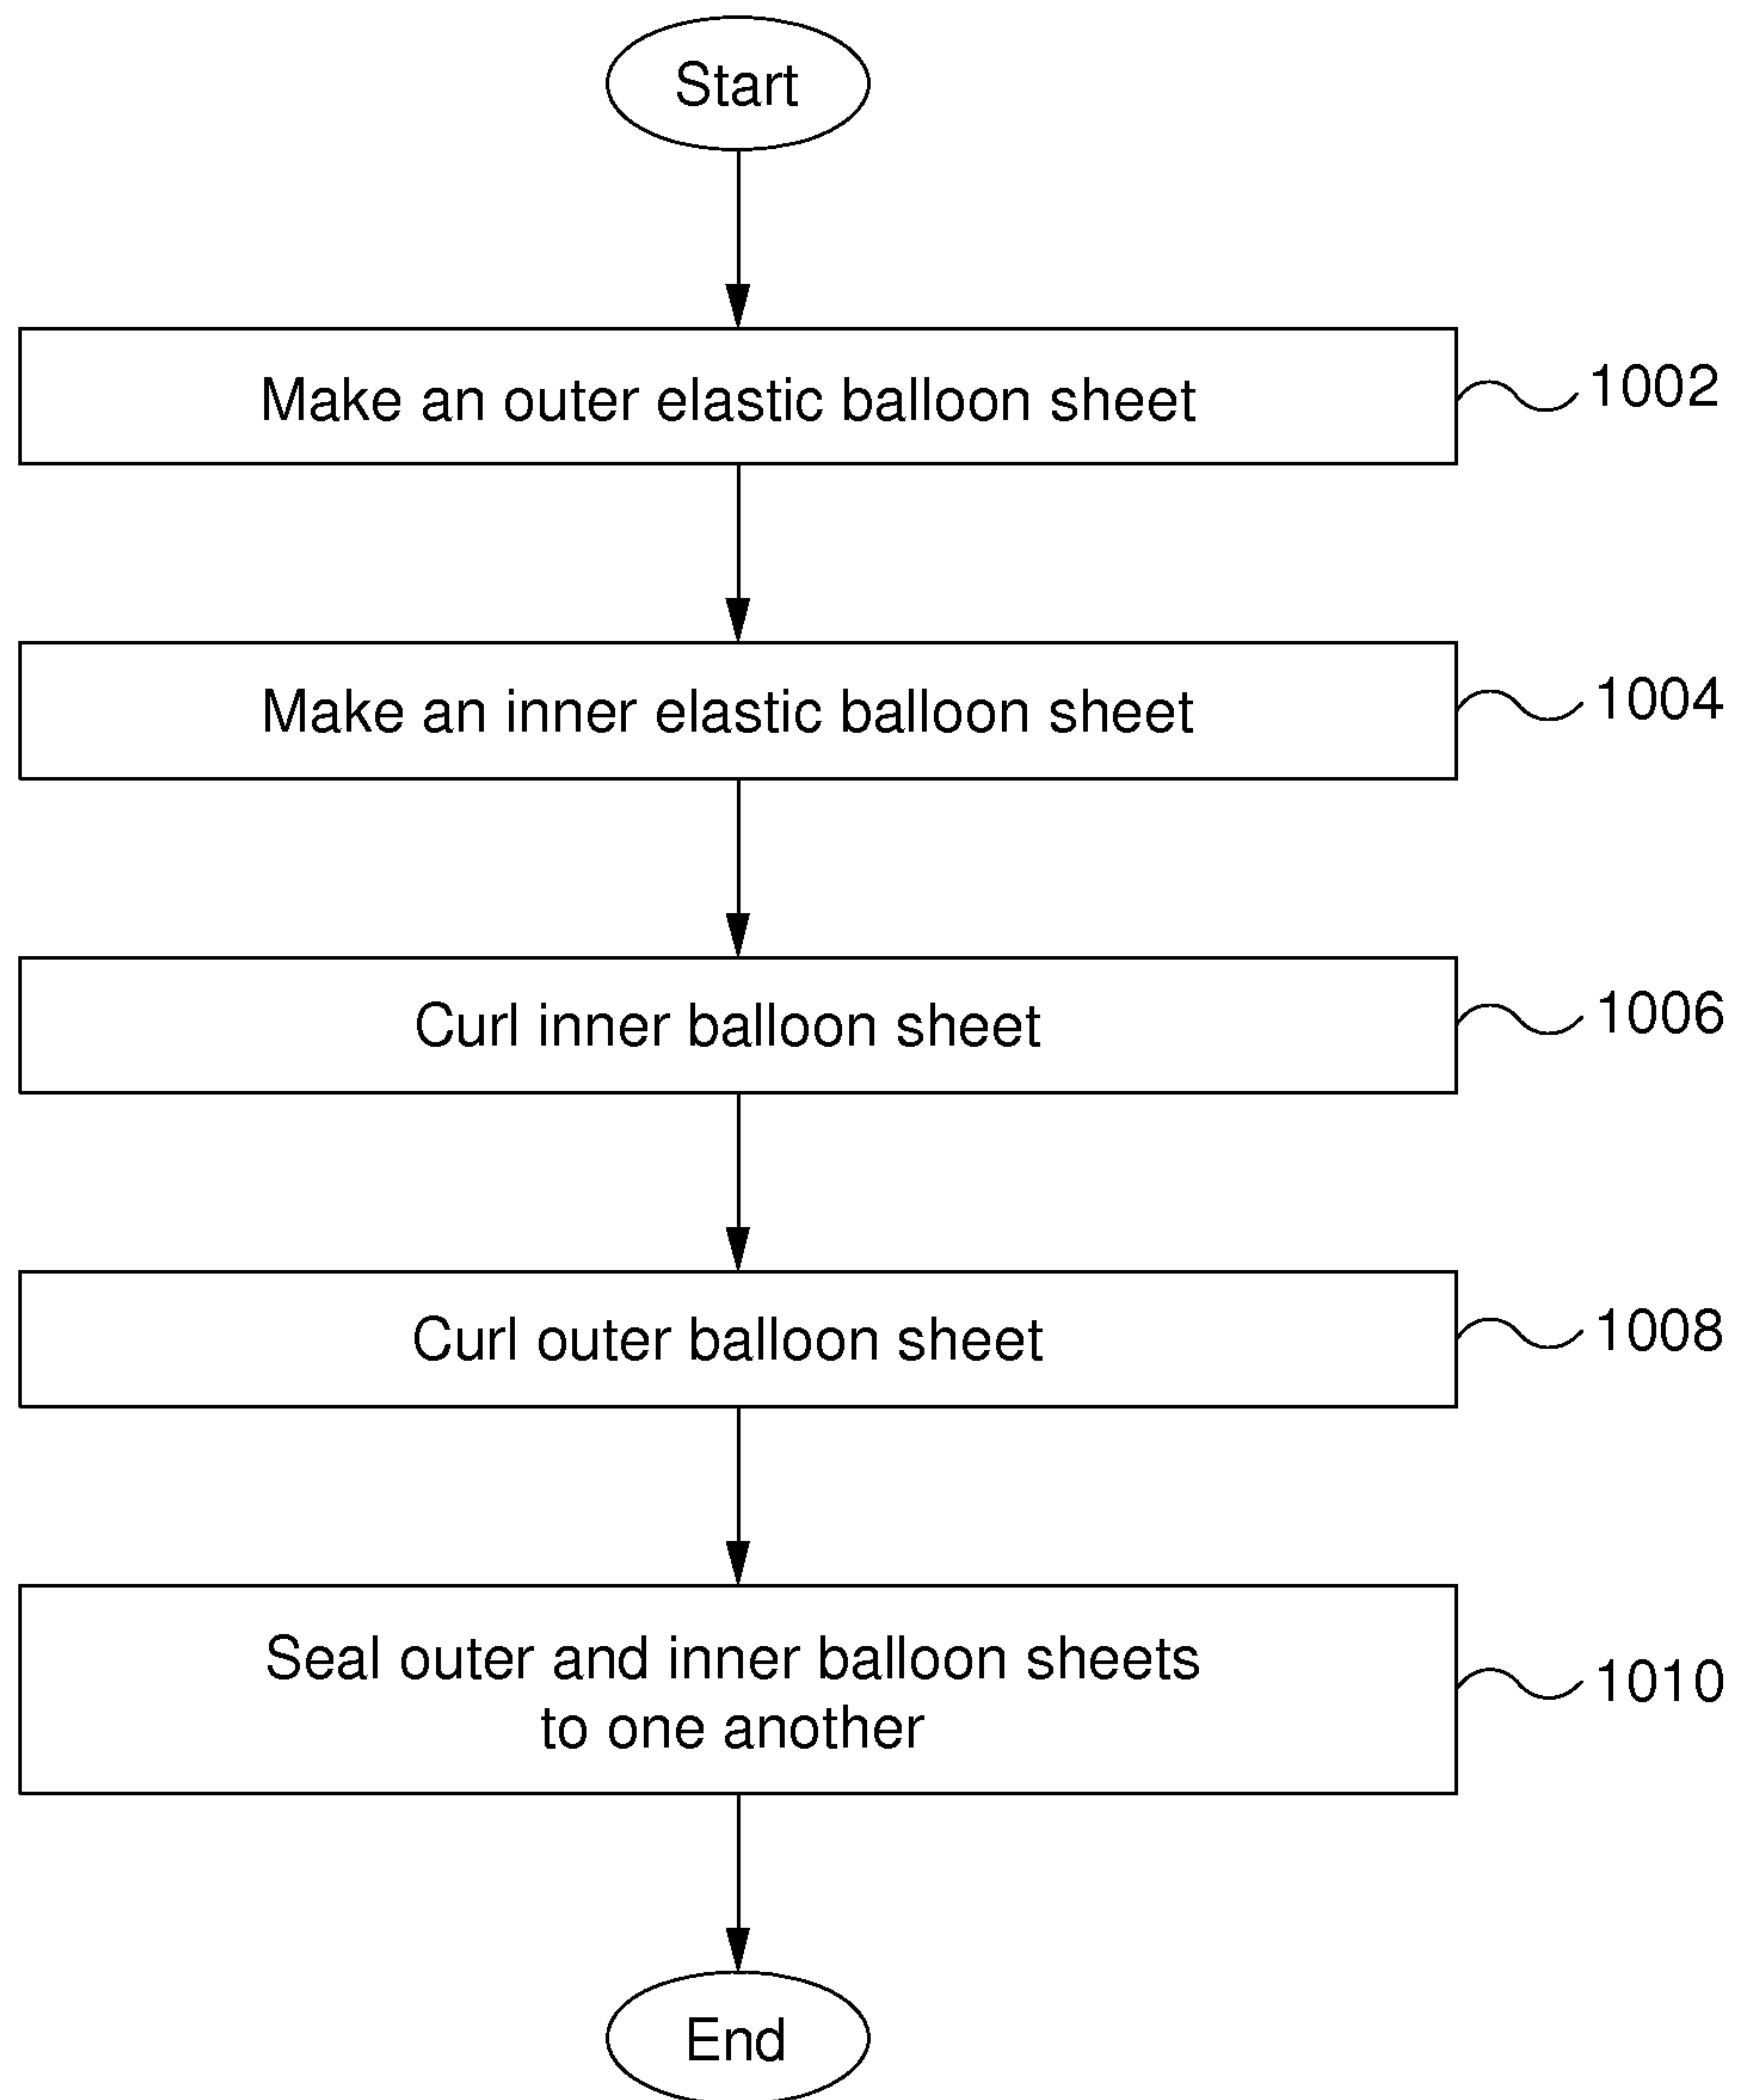 Start
Make an outer elastic balloon sheet
1002
Make an inner elastic balloon sheet
1004
Curl inner balloon sheet
1006
Curl outer balloon sheet
1008
Seal outer and inner balloon sheets
to one another
1010
End